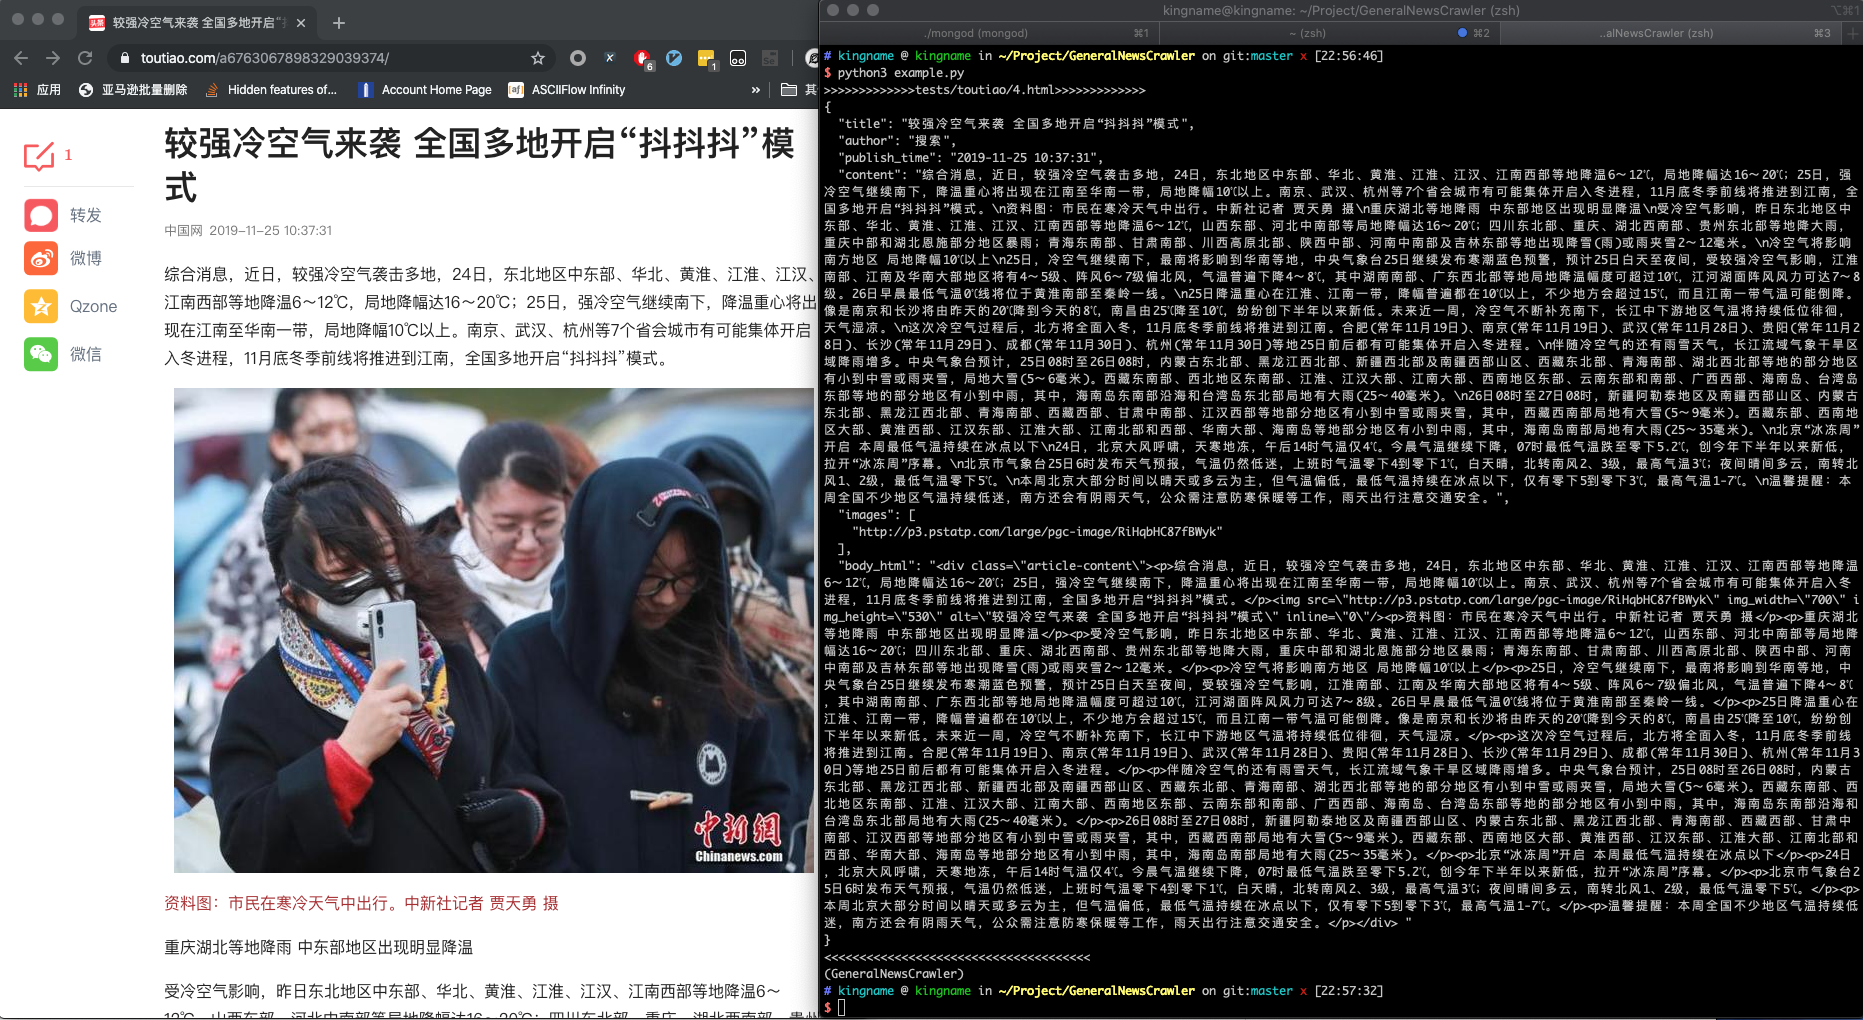 较强冷空气来袭 全国多地开启“抖
toutiao.com/a6763067898329039374/
6
1
应用
亚马逊批量删除
Hidden features of...
Account Home Page
ASCIIFlow Infinity
»
较强冷空气来袭 全国多地开启“抖抖抖”模
式
1
转发
微博
Qzone
微信
中国网 2019-11-25 10:37:31
综合消息，近日，较强冷空气袭击多地，24日，东北地区中东部、华北、黄淮、江淮、江汉、
江南西部等地降温6～12℃，局地降幅达16～20℃；25日，强冷空气继续南下，降温重心将出
现在江南至华南一带，局地降幅10℃以上。南京、武汉、杭州等7个省会城市有可能集体开启
入冬进程，11月底冬季前线将推进到江南，全国多地开启“抖抖抖”模式。
中新網
Chinanews.com
资料图：市民在寒冷天气中出行。中新社记者 贾天勇 摄
重庆湖北等地降雨 中东部地区出现明显降温
受冷空气影响，昨日东北地区中东部、华北、黄淮、江淮、江汉、江南西部等地降温6～
kingname@kingname: ~/Project/GeneralNewsCrawler (zsh)
⌥⌘1
./mongod (mongod) ⌘1
~ (zsh) ⌘2
..alNewsCrawler (zsh) ⌘3
# kingname @ kingname in ~/Project/GeneralNewsCrawler on git:master x [22:56:46]
$ python3 example.py
>>>>>>>>>>>>>tests/toutiao/4.html>>>>>>>>>>>>>
{
"title": "较强冷空气来袭 全国多地开启“抖抖抖”模式",
"author": "搜索",
"publish_time": "2019-11-25 10:37:31",
"content": "综合消息，近日，较强冷空气袭击多地，24日，东北地区中东部、华北、黄淮、江淮、江汉、江南西部等地降温6～12℃，局地降幅达16～20℃；25日，强
冷空气继续南下，降温重心将出现在江南至华南一带，局地降幅10℃以上。南京、武汉、杭州等7个省会城市有可能集体开启入冬进程，11月底冬季前线将推进到江南，全
国多地开启“抖抖抖”模式。\n资料图：市民在寒冷天气中出行。中新社记者 贾天勇 摄\n重庆湖北等地降雨 中东部地区出现明显降温\n受冷空气影响，昨日东北地区中
东部、华北、黄淮、江淮、江汉、江南西部等地降温6～12℃，山西东部、河北中南部等局地降幅达16～20℃；四川东北部、重庆、湖北西南部、贵州东北部等地降大雨，
重庆中部和湖北恩施部分地区暴雨；青海东南部、甘肃南部、川西高原北部、陕西中部、河南中南部及吉林东部等地出现降雪(雨)或雨夹雪2～12毫米。\n冷空气将影响
南方地区 局地降幅10℃以上\n25日，冷空气继续南下，最南将影响到华南等地，中央气象台25日继续发布寒潮蓝色预警，预计25日白天至夜间，受较强冷空气影响，江淮
南部、江南及华南大部地区将有4～5级、阵风6～7级偏北风，气温普遍下降4～8℃，其中湖南南部、广东西北部等地局地降温幅度可超过10℃，江河湖面阵风风力可达7～8
级。26日早晨最低气温0℃线将位于黄淮南部至秦岭一线。\n25日降温重心在江淮、江南一带，降幅普遍都在10℃以上，不少地方会超过15℃，而且江南一带气温可能倒降。
像是南京和长沙将由昨天的20℃降到今天的8℃，南昌由25℃降至10℃，纷纷创下半年以来新低。未来近一周，冷空气不断补充南下，长江中下游地区气温将持续低位徘徊，
天气湿凉。\n这次冷空气过程后，北方将全面入冬，11月底冬季前线将推进到江南。合肥(常年11月19日)、南京(常年11月19日)、武汉(常年11月28日)、贵阳(常年11月2
8日)、长沙(常年11月29日)、成都(常年11月30日)、杭州(常年11月30日)等地25日前后都有可能集体开启入冬进程。\n伴随冷空气的还有雨雪天气，长江流域气象干旱区
域降雨增多。中央气象台预计，25日08时至26日08时，内蒙古东北部、黑龙江西北部、新疆西北部及南疆西部山区、西藏东北部、青海南部、湖北西北部等地的部分地区
有小到中雪或雨夹雪，局地大雪(5～6毫米)。西藏东南部、西北地区东南部、江淮、江汉大部、江南大部、西南地区东部、云南东部和南部、广西西部、海南岛、台湾岛
东部等地的部分地区有小到中雨，其中，海南岛东南部沿海和台湾岛东北部局地有大雨(25～40毫米)。\n26日08时至27日08时，新疆阿勒泰地区及南疆西部山区、内蒙古
东北部、黑龙江西北部、青海南部、西藏西部、甘肃中南部、江汉西部等地部分地区有小到中雪或雨夹雪，其中，西藏西南部局地有大雪(5～9毫米)。西藏东部、西南地
区大部、黄淮西部、江汉东部、江淮大部、江南北部和西部、华南大部、海南岛等地部分地区有小到中雨，其中，海南岛南部局地有大雨(25～35毫米)。\n北京“冰冻周”
开启 本周最低气温持续在冰点以下\n24日，北京大风呼啸，天寒地冻，午后14时气温仅4℃。今晨气温继续下降，07时最低气温跌至零下5.2℃，创今年下半年以来新低，
拉开“冰冻周”序幕。\n北京市气象台25日6时发布天气预报，气温仍然低迷，上班时气温零下4到零下1℃，白天晴，北转南风2、3级，最高气温3℃；夜间晴间多云，南转北
风1、2级，最低气温零下5℃。\n本周北京大部分时间以晴天或多云为主，但气温偏低，最低气温持续在冰点以下，仅有零下5到零下3℃，最高气温1-7℃。\n温馨提醒：本
周全国不少地区气温持续低迷，南方还会有阴雨天气，公众需注意防寒保暖等工作，雨天出行注意交通安全。",
"images": [
"http://p3.pstatp.com/large/pgc-image/RiHqbHC87fBWyk"
],
"body_html": "<div class=\"article-content\"><p>综合消息，近日，较强冷空气袭击多地，24日，东北地区中东部、华北、黄淮、江淮、江汉、江南西部等地降温
6～12℃，局地降幅达16～20℃；25日，强冷空气继续南下，降温重心将出现在江南至华南一带，局地降幅10℃以上。南京、武汉、杭州等7个省会城市有可能集体开启入冬
进程，11月底冬季前线将推进到江南，全国多地开启“抖抖抖”模式。</p><img src=\"http://p3.pstatp.com/large/pgc-image/RiHqbHC87fBWyk\" img_width=\"700\" i
mg_height=\"530\" alt=\"较强冷空气来袭 全国多地开启“抖抖抖”模式\" inline=\"0\"/><p>资料图：市民在寒冷天气中出行。中新社记者 贾天勇 摄</p><p>重庆湖北
等地降雨 中东部地区出现明显降温</p><p>受冷空气影响，昨日东北地区中东部、华北、黄淮、江淮、江汉、江南西部等地降温6～12℃，山西东部、河北中南部等局地降
幅达16～20℃；四川东北部、重庆、湖北西南部、贵州东北部等地降大雨，重庆中部和湖北恩施部分地区暴雨；青海东南部、甘肃南部、川西高原北部、陕西中部、河南
中南部及吉林东部等地出现降雪(雨)或雨夹雪2～12毫米。</p><p>冷空气将影响南方地区 局地降幅10℃以上</p><p>25日，冷空气继续南下，最南将影响到华南等地，中
央气象台25日继续发布寒潮蓝色预警，预计25日白天至夜间，受较强冷空气影响，江淮南部、江南及华南大部地区将有4～5级、阵风6～7级偏北风，气温普遍下降4～8℃
，其中湖南南部、广东西北部等地局地降温幅度可超过10℃，江河湖面阵风风力可达7～8级。26日早晨最低气温0℃线将位于黄淮南部至秦岭一线。</p><p>25日降温重心在
江淮、江南一带，降幅普遍都在10℃以上，不少地方会超过15℃，而且江南一带气温可能倒降。像是南京和长沙将由昨天的20℃降到今天的8℃，南昌由25℃降至10℃，纷纷创
下半年以来新低。未来近一周，冷空气不断补充南下，长江中下游地区气温将持续低位徘徊，天气湿凉。</p><p>这次冷空气过程后，北方将全面入冬，11月底冬季前线
将推进到江南。合肥(常年11月19日)、南京(常年11月19日)、武汉(常年11月28日)、贵阳(常年11月28日)、长沙(常年11月29日)、成都(常年11月30日)、杭州(常年11月3
0日)等地25日前后都有可能集体开启入冬进程。</p><p>伴随冷空气的还有雨雪天气，长江流域气象干旱区域降雨增多。中央气象台预计，25日08时至26日08时，内蒙古
东北部、黑龙江西北部、新疆西北部及南疆西部山区、西藏东北部、青海南部、湖北西北部等地的部分地区有小到中雪或雨夹雪，局地大雪(5～6毫米)。西藏东南部、西
北地区东南部、江淮、江汉大部、江南大部、西南地区东部、云南东部和南部、广西西部、海南岛、台湾岛东部等地的部分地区有小到中雨，其中，海南岛东南部沿海和
台湾岛东北部局地有大雨(25～40毫米)。</p><p>26日08时至27日08时，新疆阿勒泰地区及南疆西部山区、内蒙古东北部、黑龙江西北部、青海南部、西藏西部、甘肃中
南部、江汉西部等地部分地区有小到中雪或雨夹雪，其中，西藏西南部局地有大雪(5～9毫米)。西藏东部、西南地区大部、黄淮西部、江汉东部、江淮大部、江南北部和
西部、华南大部、海南岛等地部分地区有小到中雨，其中，海南岛南部局地有大雨(25～35毫米)。</p><p>北京“冰冻周”开启 本周最低气温持续在冰点以下</p><p>24日
，北京大风呼啸，天寒地冻，午后14时气温仅4℃。今晨气温继续下降，07时最低气温跌至零下5.2℃，创今年下半年以来新低，拉开“冰冻周”序幕。</p><p>北京市气象台2
5日6时发布天气预报，气温仍然低迷，上班时气温零下4到零下1℃，白天晴，北转南风2、3级，最高气温3℃；夜间晴间多云，南转北风1、2级，最低气温零下5℃。</p><p>
本周北京大部分时间以晴天或多云为主，但气温偏低，最低气温持续在冰点以下，仅有零下5到零下3℃，最高气温1-7℃。</p><p>温馨提醒：本周全国不少地区气温持续低
迷，南方还会有阴雨天气，公众需注意防寒保暖等工作，雨天出行注意交通安全。</p></div> "
}
<<<<<<<<<<<<<<<<<<<<<<<<<<<<<<<<<<<<<<
(GeneralNewsCrawler)
# kingname @ kingname in ~/Project/GeneralNewsCrawler on git:master x [22:57:32]
$